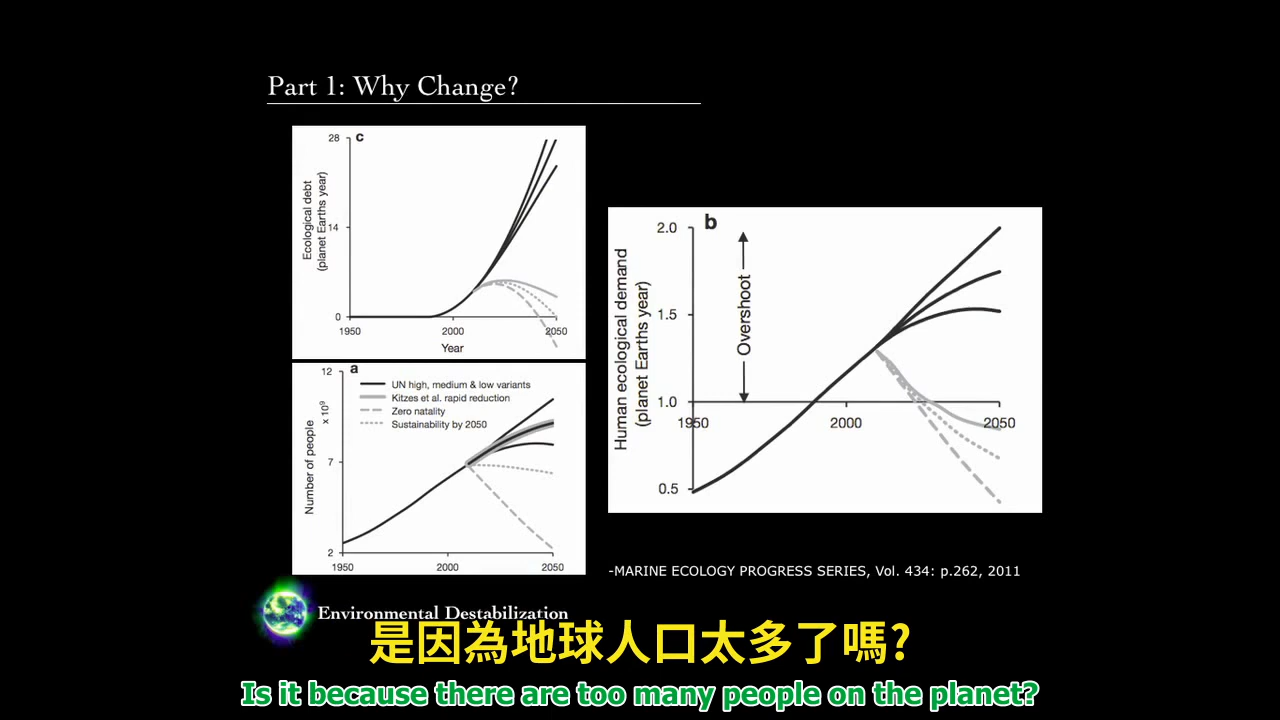 Part 1: Why Change?
c
28
14
0
Ecological debt
(planet Earths year)
1950
2000
2050
Year
a
12
7
2
x 10⁹
Number of people
UN high, medium & low variants
Kitzes et al. rapid reduction
Zero natality
Sustainability by 2050
1950
2000
2050
b
2.0
1.5
1.0
0.5
Human ecological demand
(planet Earths year)
Overshoot
1950
2000
2050
-MARINE ECOLOGY PROGRESS SERIES, Vol. 434: p.262, 2011
Environmental Destabilization
是因為地球人口太多了嗎?
Is it because there are too many people on the planet?